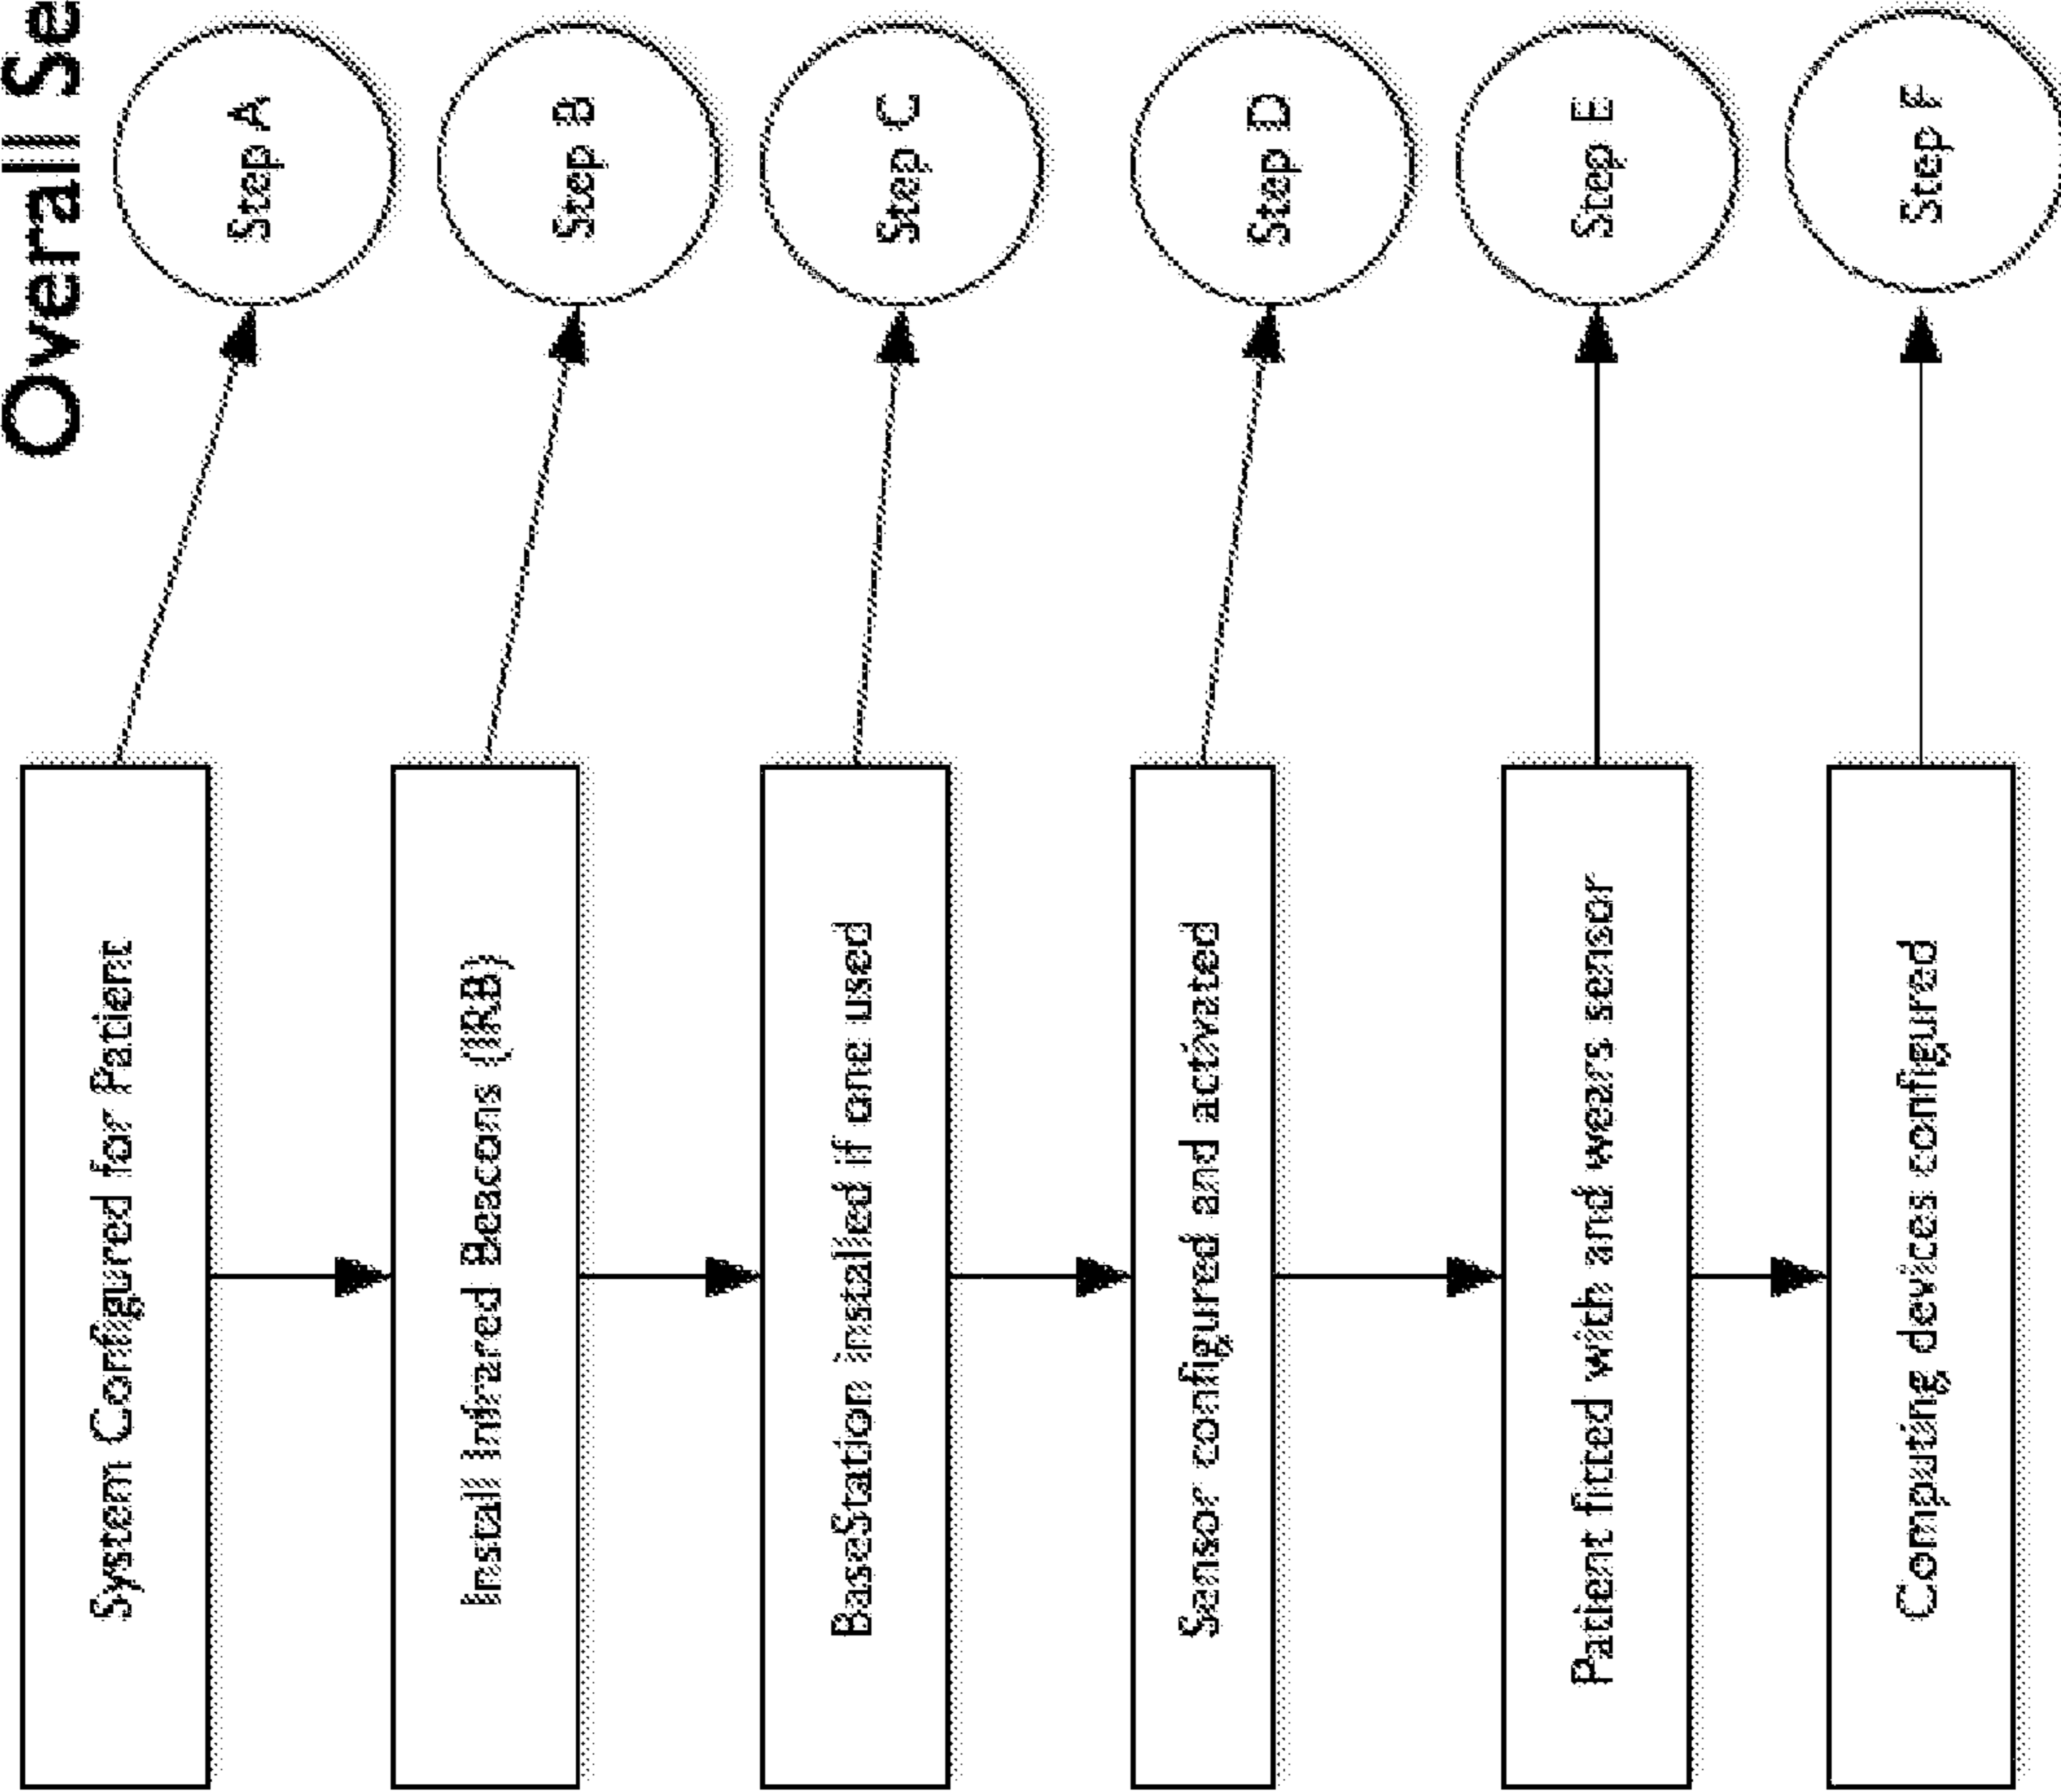 Overall Se
System Configured for Patient
Step A
Install Infrared Beacons (IRB)
Step B
BaseStation installed if one used
Step C
Sensor configured and activated
Step D
Patient fitted with and wears sensor
Step E
Computing devices configured
Step F